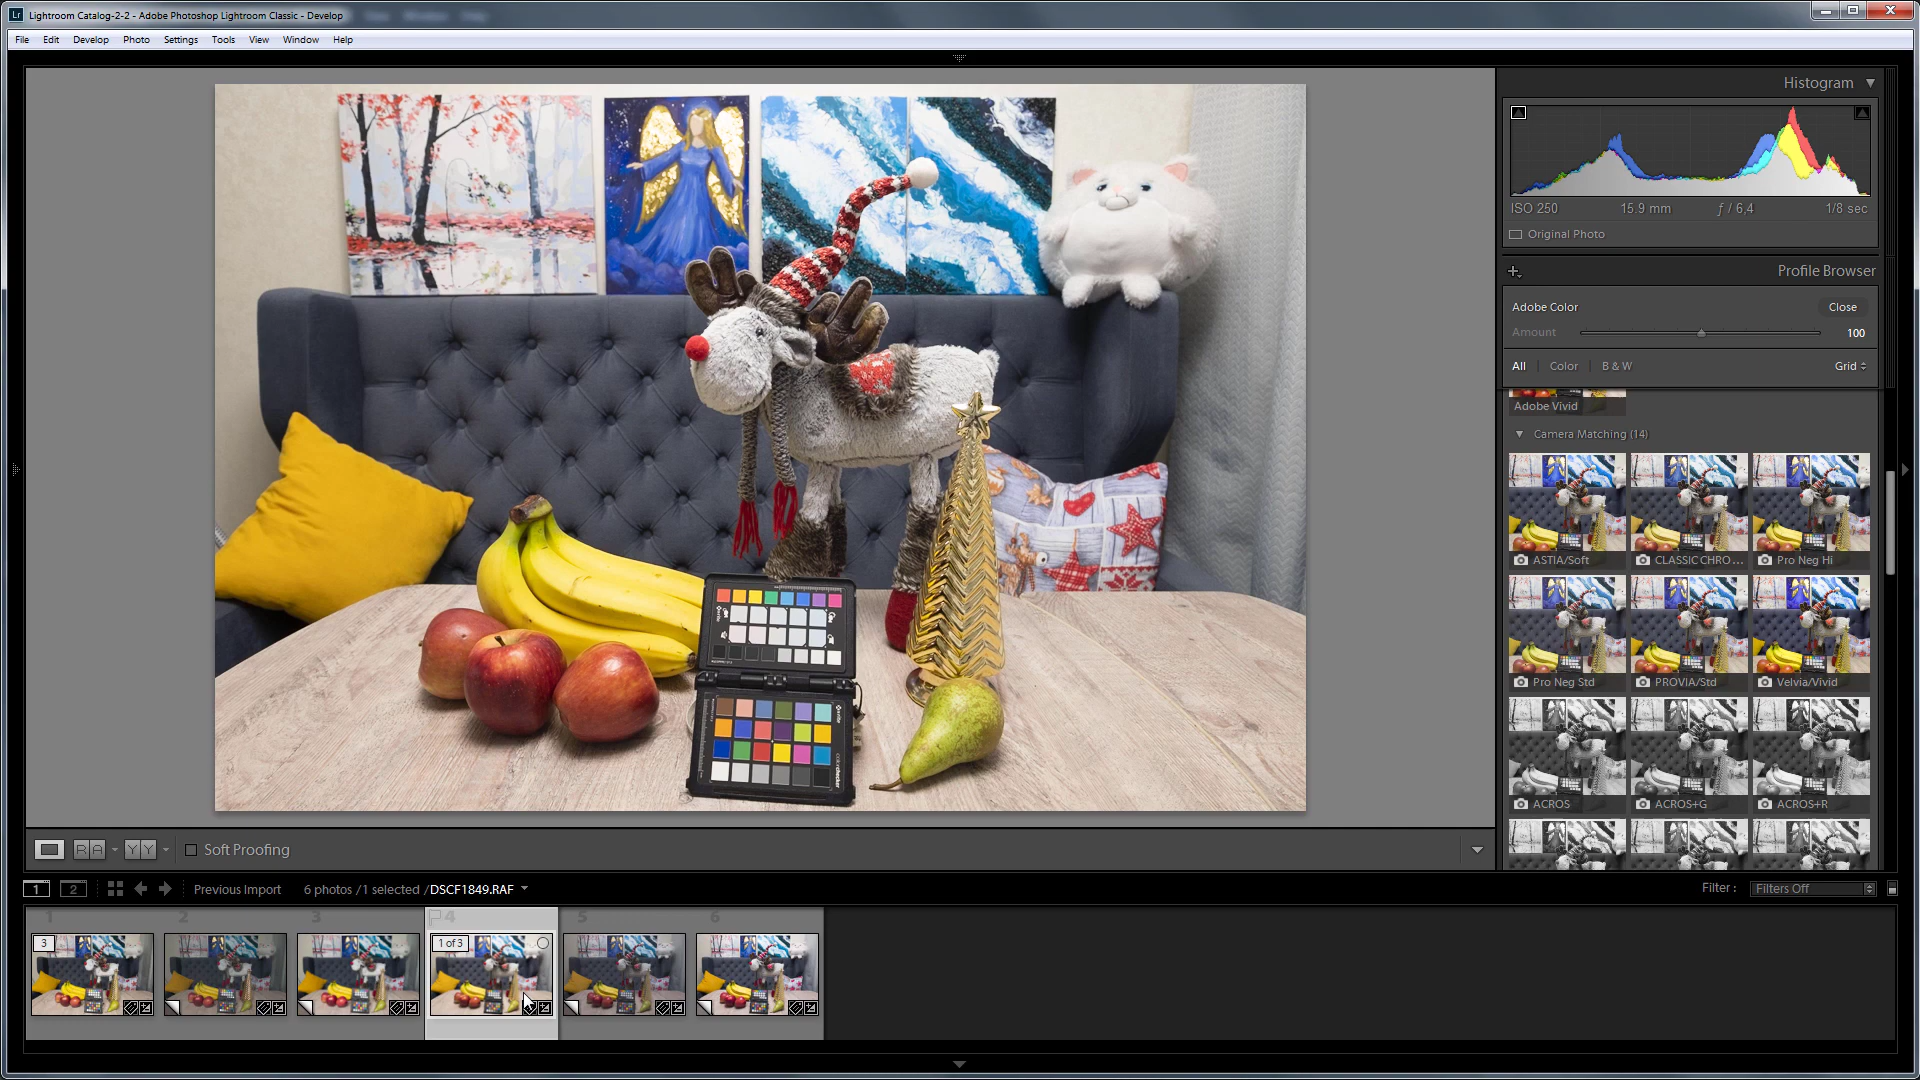 Lightroom Catalog-2-2 - Adobe Photoshop Lightroom Classic - Develop
File Edit Develop Photo Settings Tools View Window Help
Histogram
ISO 250 15.9 mm ƒ / 6,4 1/8 sec
Original Photo
Profile Browser
Adobe Color Close
Amount 100
All Color B & W Grid
Adobe Vivid
Camera Matching (14)
ASTIA/Soft CLASSIC CHRO... Pro Neg Hi
Pro Neg Std PROVIA/Std Velvia/Vivid
ACROS ACROS+G ACROS+R
R A Y Y Soft Proofing
1 2 Previous Import 6 photos /1 selected /DSCF1849.RAF Filter : Filters Off
1 2 3 4 5 6
3 1 of 3